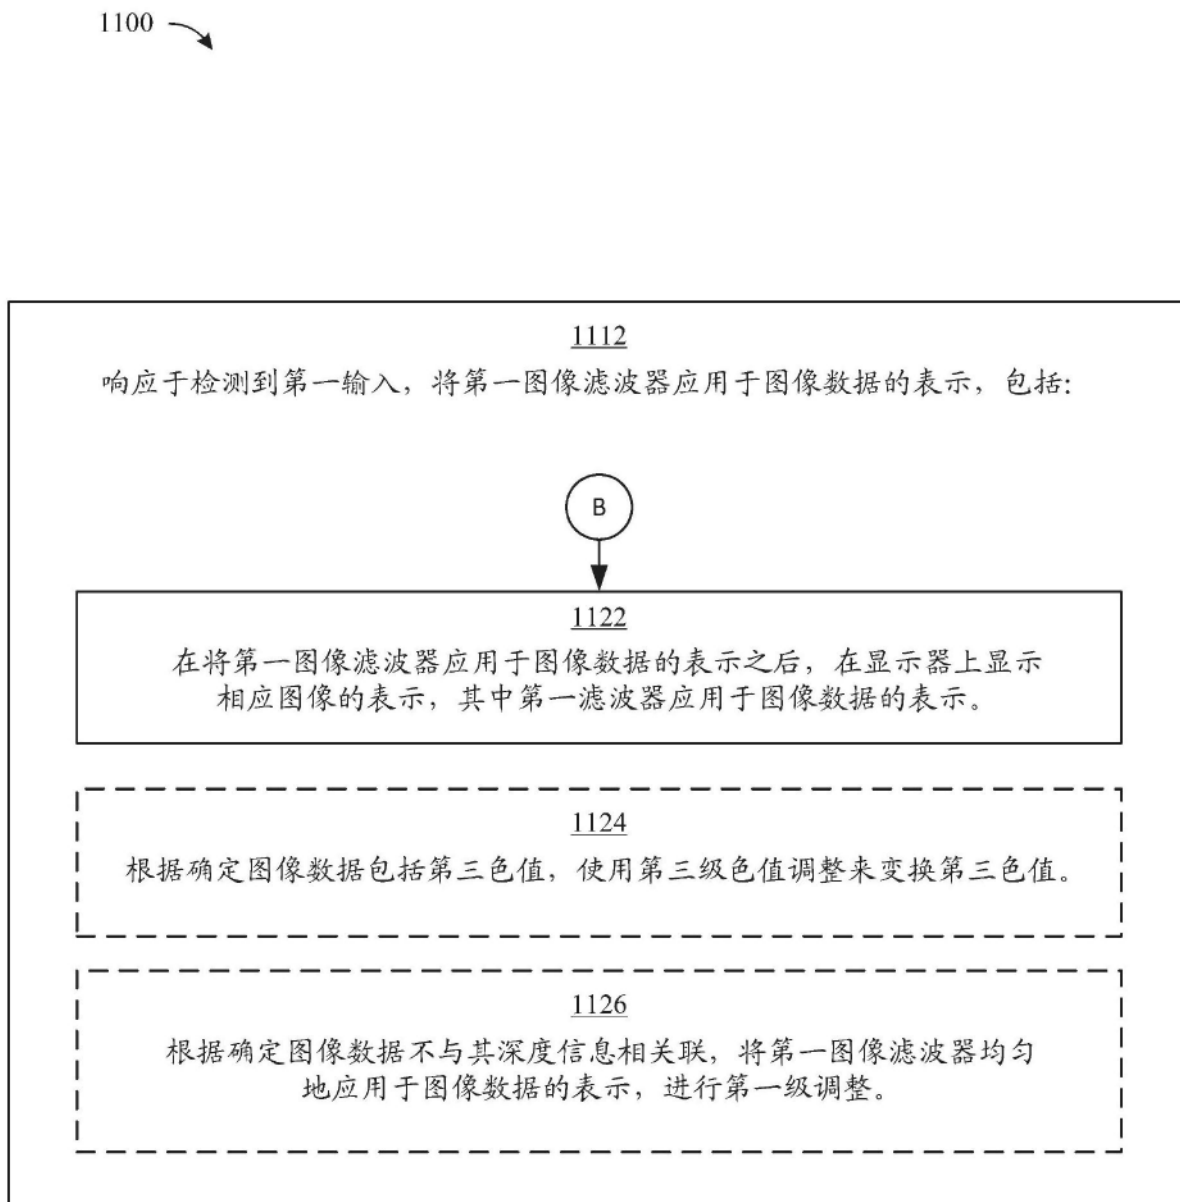 1100
1112
响应于检测到第一输入，将第一图像滤波器应用于图像数据的表示，包括：
B
1122
在将第一图像滤波器应用于图像数据的表示之后，在显示器上显示
相应图像的表示，其中第一滤波器应用于图像数据的表示。
1124
根据确定图像数据包括第三色值，使用第三级色值调整来变换第三色值。
1126
根据确定图像数据不与其深度信息相关联，将第一图像滤波器均匀
地应用于图像数据的表示，进行第一级调整。